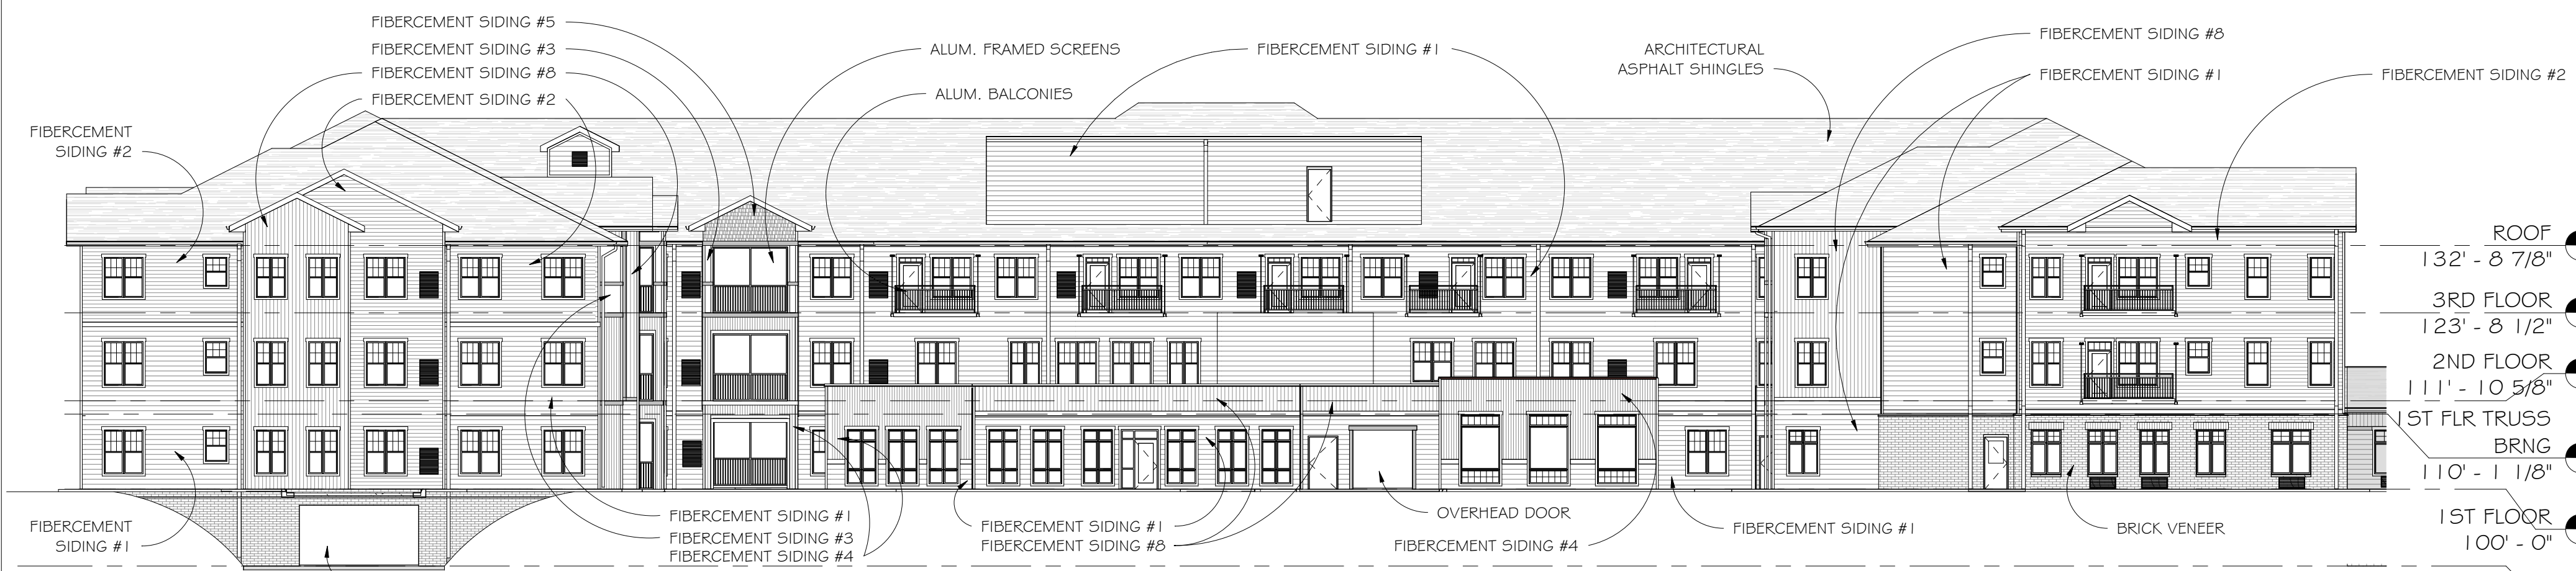 FIBERCEMENT SIDING #5
FIBERCEMENT SIDING #3
FIBERCEMENT SIDING #8
FIBERCEMENT SIDING #2
FIBERCEMENT
SIDING #2
ALUM. FRAMED SCREENS
ALUM. BALCONIES
FIBERCEMENT SIDING #1
ARCHITECTURAL
ASPHALT SHINGLES
FIBERCEMENT SIDING #8
FIBERCEMENT SIDING #1
FIBERCEMENT SIDING #2
ROOF
132' - 8 7/8"
3RD FLOOR
123' - 8 1/2"
2ND FLOOR
111' - 10 5/8"
1ST FLR TRUSS
BRNG
110' - 1 1/8"
1ST FLOOR
100' - 0"
FIBERCEMENT
SIDING #1
FIBERCEMENT SIDING #1
FIBERCEMENT SIDING #3
FIBERCEMENT SIDING #4
FIBERCEMENT SIDING #1
FIBERCEMENT SIDING #8
OVERHEAD DOOR
FIBERCEMENT SIDING #4
FIBERCEMENT SIDING #1
BRICK VENEER